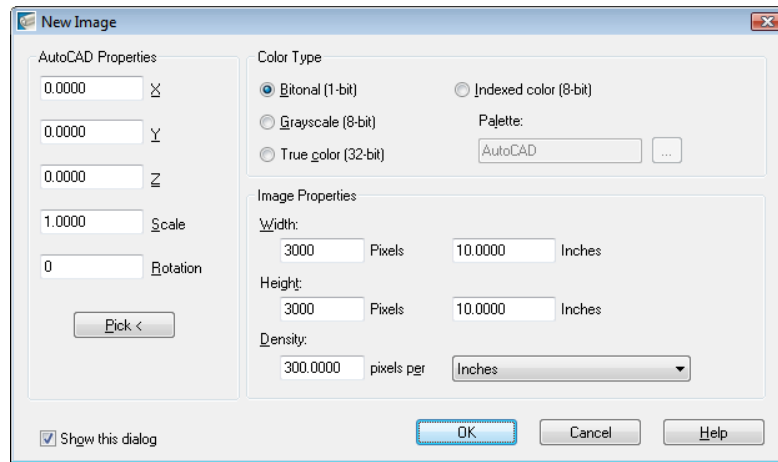 New Image
AutoCAD Properties
0.0000 X
0.0000 Y
0.0000 Z
1.0000 Scale
0 Rotation
Pick <
Color Type
Bitonal (1-bit)
Indexed color (8-bit)
Grayscale (8-bit)
Palette:
True color (32-bit)
AutoCAD ...
Image Properties
Width:
3000 Pixels 10.0000 Inches
Height:
3000 Pixels 10.0000 Inches
Density:
300.0000 pixels per Inches
Show this dialog
OK Cancel Help